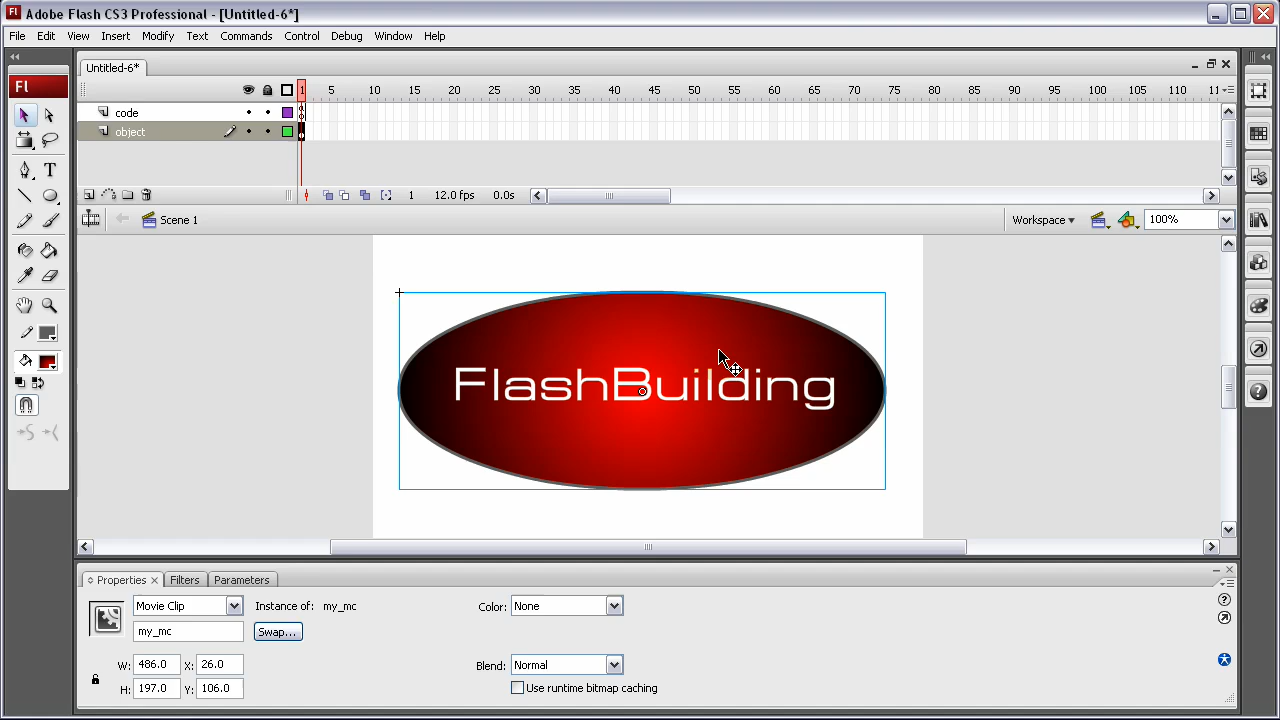 Adobe Flash CS3 Professional - [Untitled-6*]
File Edit View Insert Modify Text Commands Control Debug Window Help
Untitled-6*
Fl
1 5 10 15 20 25 30 35 40 45 50 55 60 65 70 75 80 85 90 95 100 105 110 11
code
object
1 12.0 fps 0.0s
Scene 1 Workspace 100%
FlashBuilding
Properties Filters Parameters
Movie Clip Instance of: my_mc Color: None
my_mc Swap...
W: 486.0 X: 26.0 Blend: Normal
H: 197.0 Y: 106.0 Use runtime bitmap caching